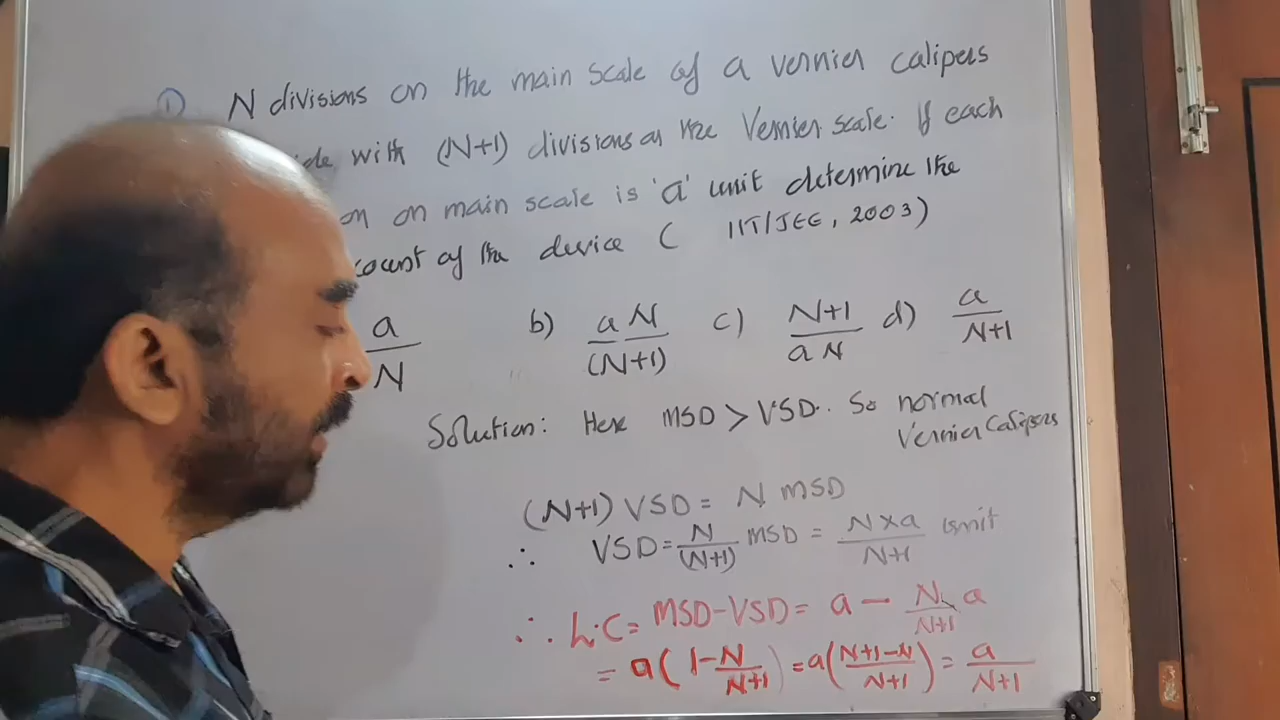 1) N divisions on the main scale of a vernier calipers
with (N+1) divisions on the Vernier scale. If each
on main scale is 'a' unit determine the
count of the device ( IIT/JEE, 2003)
a/N b) aN/(N+1) c) N+1/aN d) a/N+1
Solution: Here MSD > VSD. So normal
Vernier Calipers
(N+1) VSD = N MSD
∴ VSD = N/(N+1) MSD = N×a/N+1 unit
∴ L.C = MSD-VSD = a - N/N+1 a
= a(1-N/N+1) = a(N+1-N/N+1) = a/N+1